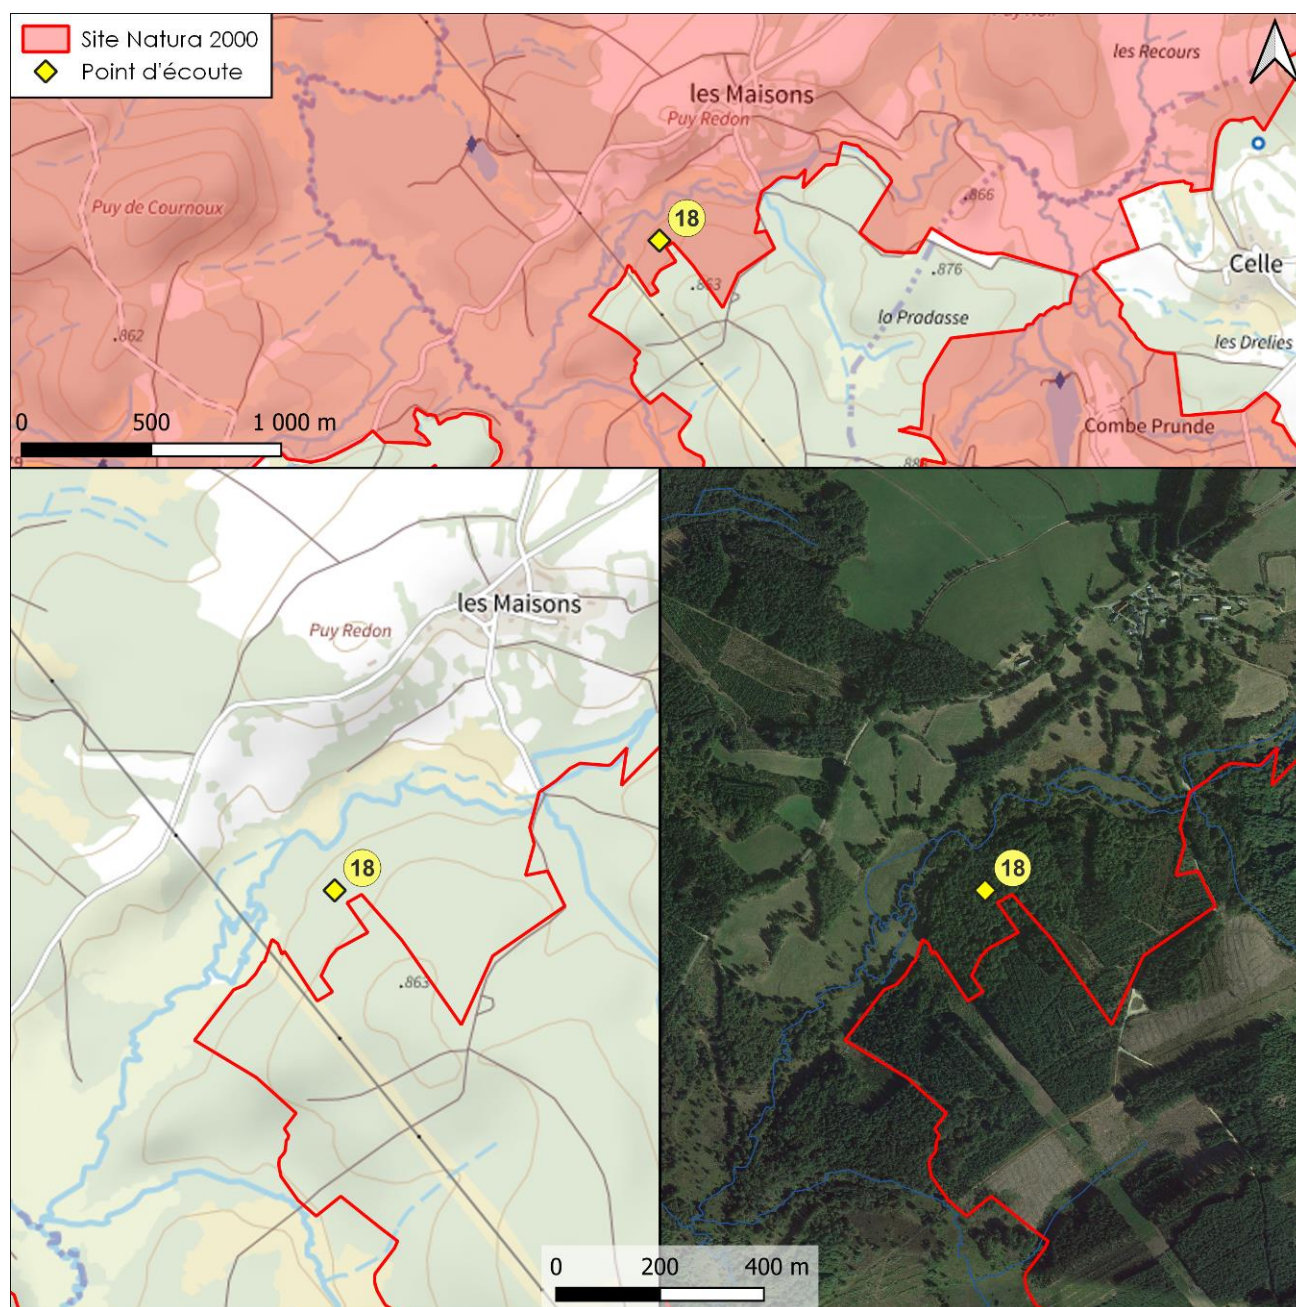 Site Natura 2000
Point d'écoute
les Recours
les Maisons
Puy Redon
.866
Puy de Cournoux
18
Celle
.876
.863
la Pradasse
.862
les Drelies
0 500 1 000 m
Combe Prunde
les Maisons
Puy Redon
18
18
.863
0 200 400 m